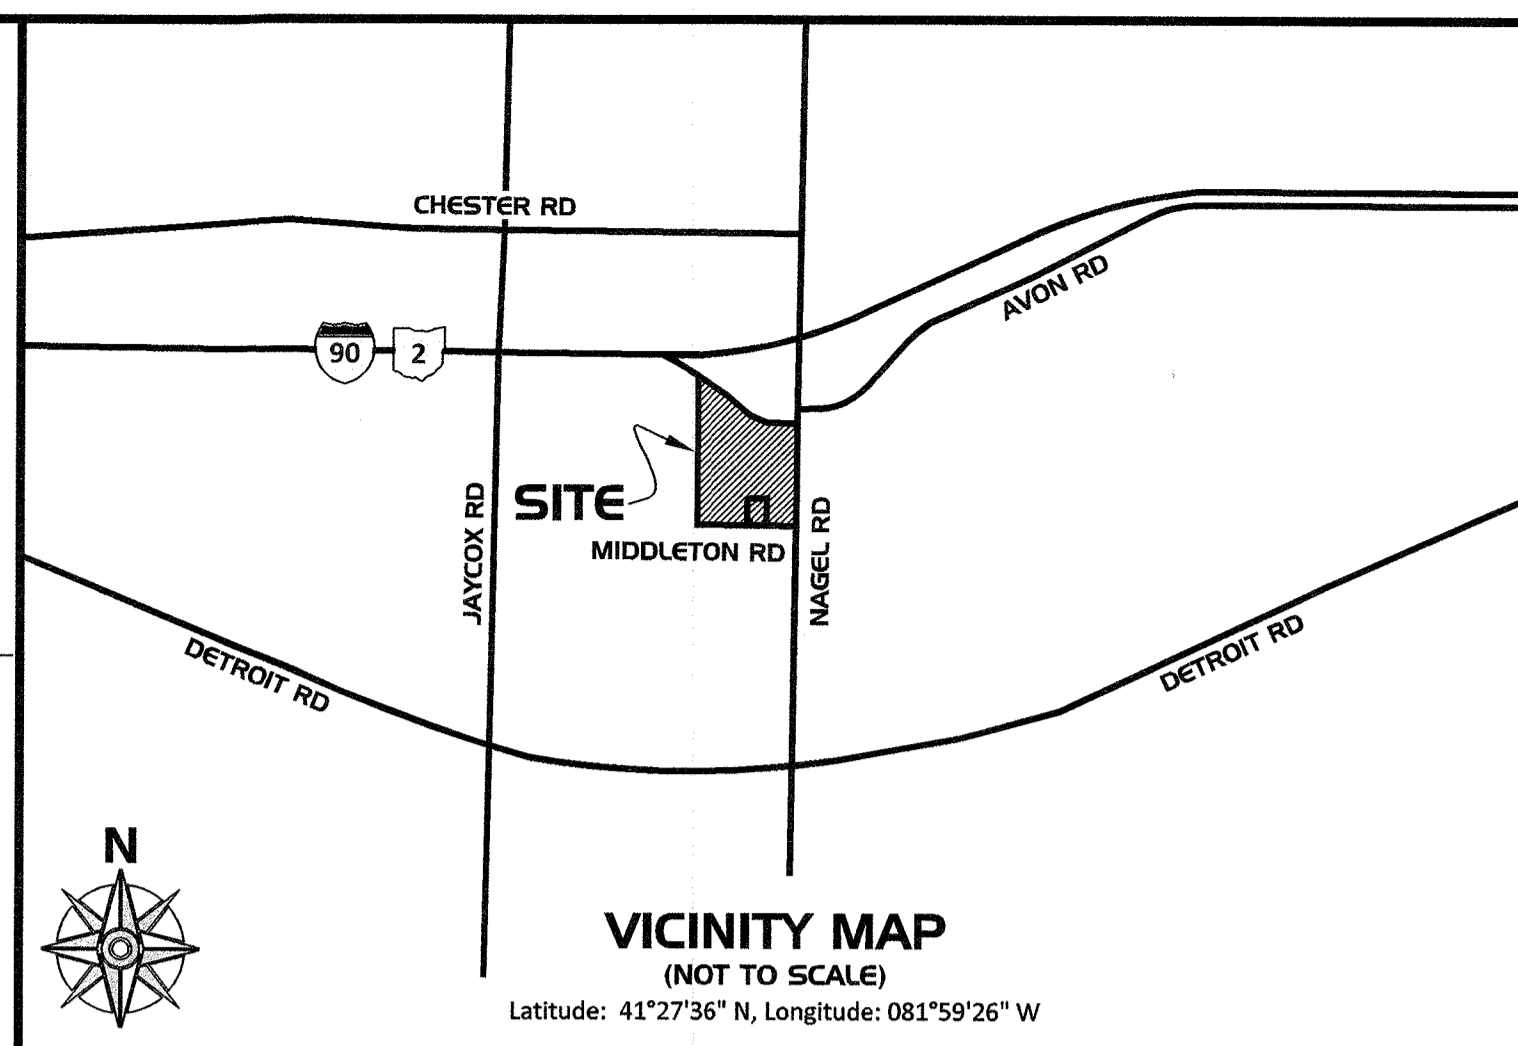 CHESTER RD
AVON RD
90
2
SITE
JAYCOX RD
MIDDLETON RD
NAGEL RD
DETROIT RD
DETROIT RD
N
VICINITY MAP
(NOT TO SCALE)
Latitude: 41°27'36" N, Longitude: 081°59'26" W